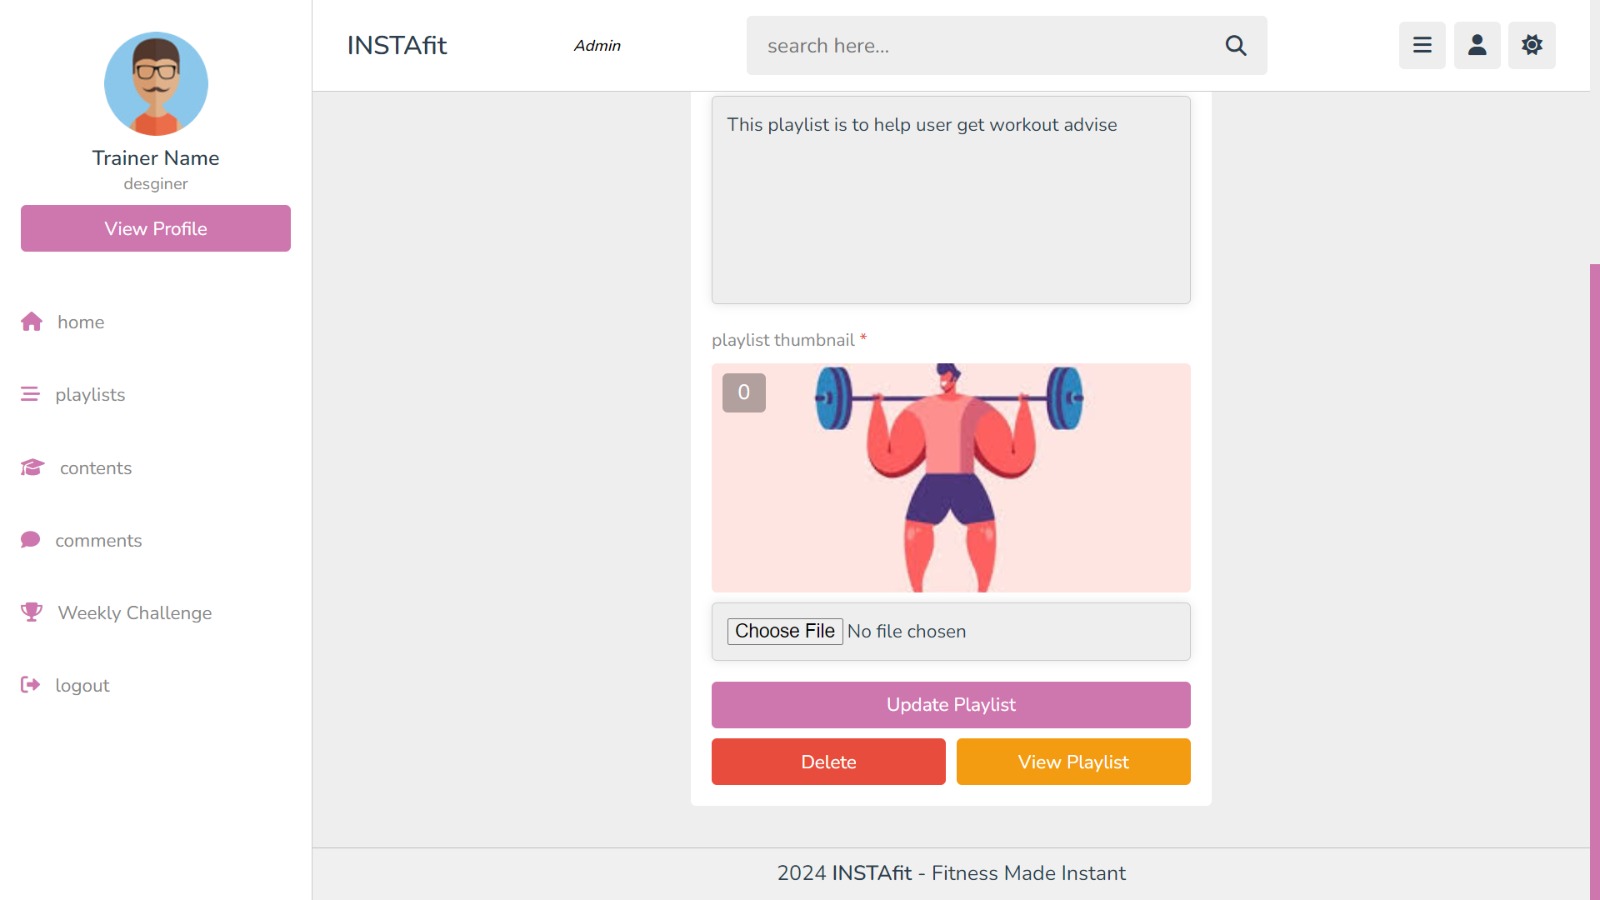 Trainer Name
desginer
View Profile
home
playlists
contents
comments
Weekly Challenge
logout
INSTAfit
Admin
search here...
This playlist is to help user get workout advise
playlist thumbnail *
0
Choose File No file chosen
Update Playlist
Delete
View Playlist
2024 INSTAfit - Fitness Made Instant